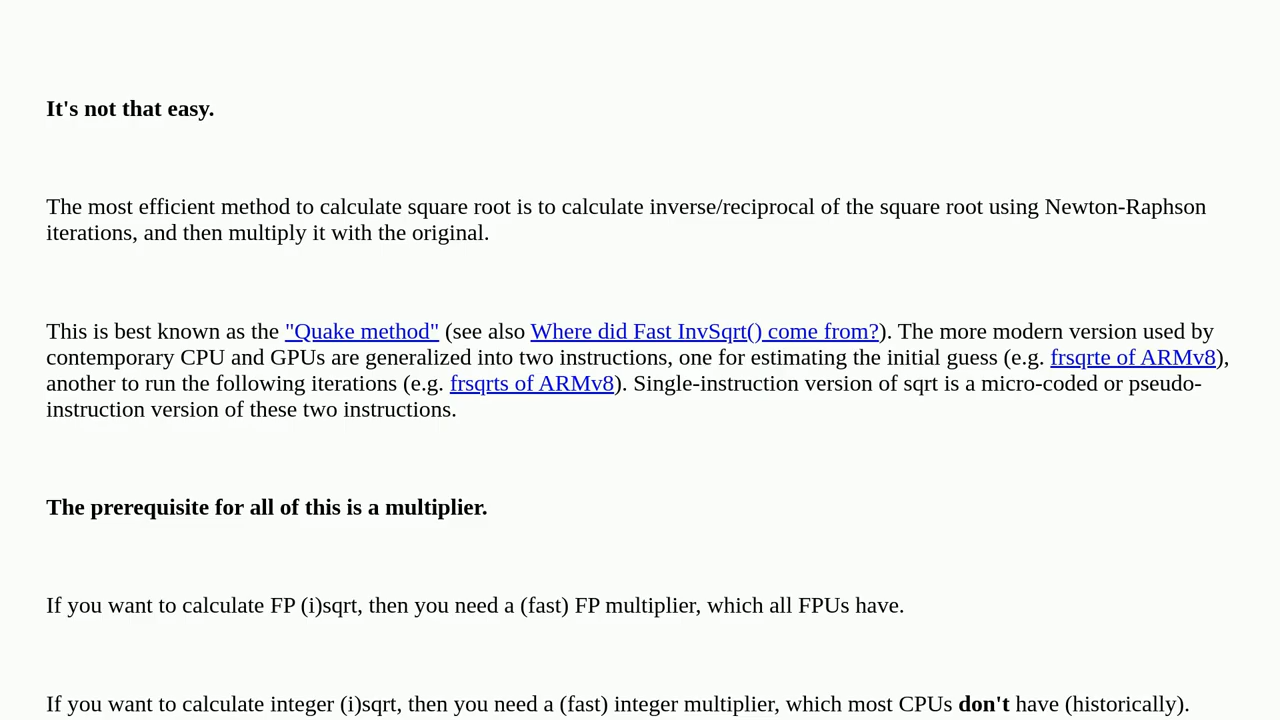 It's not that easy.
The most efficient method to calculate square root is to calculate inverse/reciprocal of the square root using Newton-Raphson
iterations, and then multiply it with the original.
This is best known as the "Quake method" (see also Where did Fast InvSqrt() come from?). The more modern version used by
contemporary CPU and GPUs are generalized into two instructions, one for estimating the initial guess (e.g. frsqrte of ARMv8),
another to run the following iterations (e.g. frsqrts of ARMv8). Single-instruction version of sqrt is a micro-coded or pseudo-
instruction version of these two instructions.
The prerequisite for all of this is a multiplier.
If you want to calculate FP (i)sqrt, then you need a (fast) FP multiplier, which all FPUs have.
If you want to calculate integer (i)sqrt, then you need a (fast) integer multiplier, which most CPUs don't have (historically).